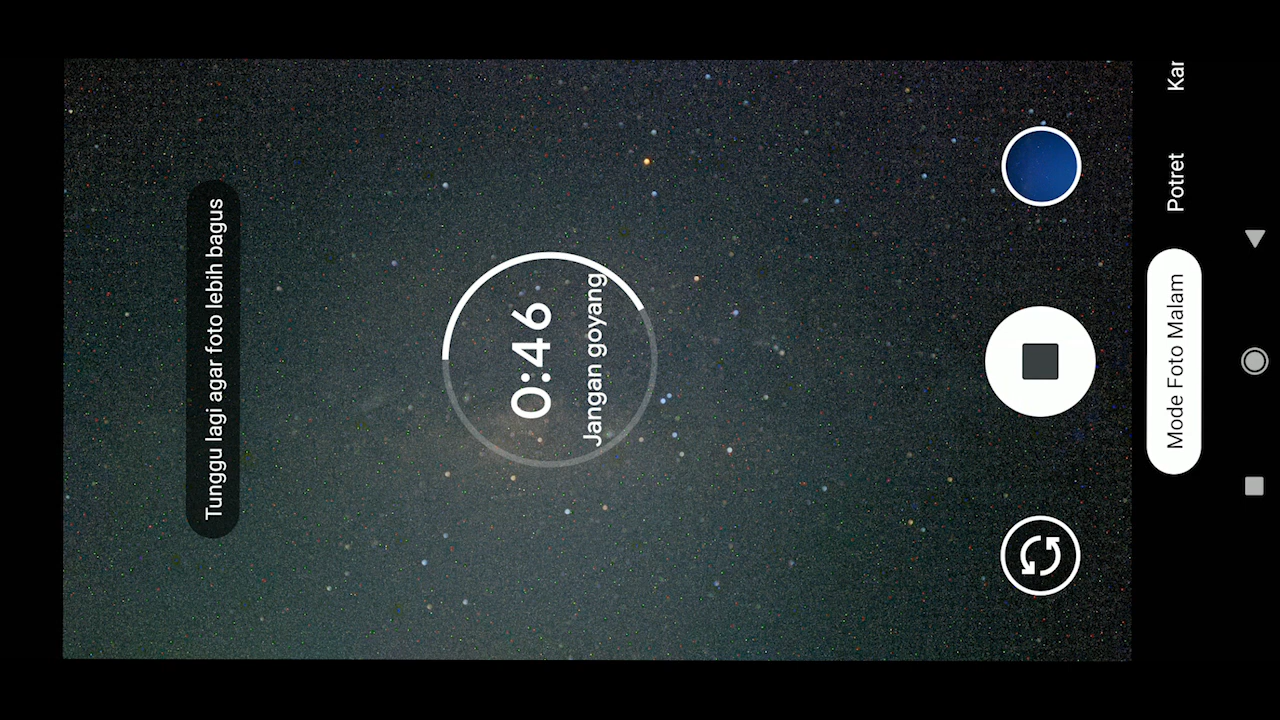 Tunggu lagi agar foto lebih bagus
0:46
Jangan goyang
Mode Foto Malam
Potret
Kar